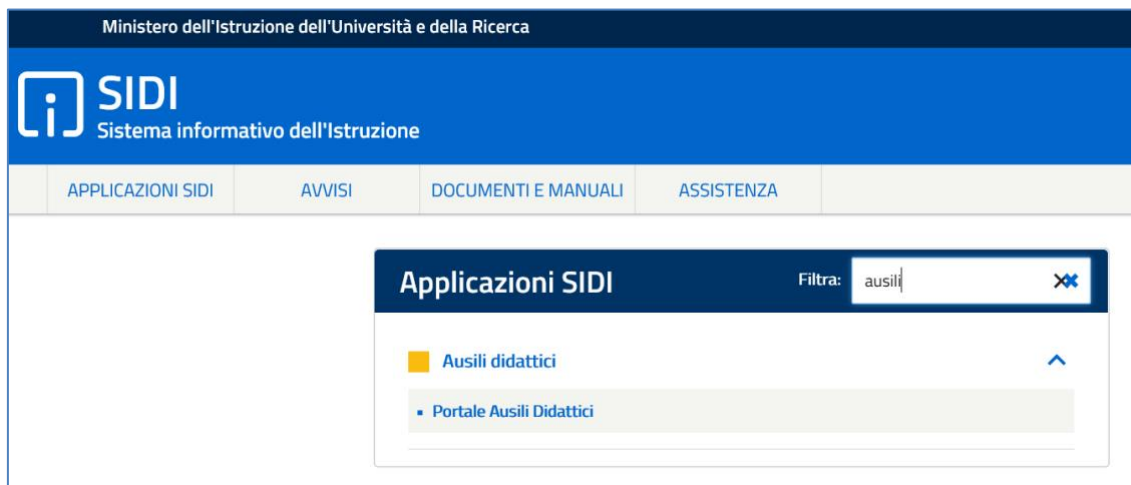 Ministero dell'Istruzione dell'Università e della Ricerca
SIDI
Sistema informativo dell'Istruzione
APPLICAZIONI SIDI AVVISI DOCUMENTI E MANUALI ASSISTENZA
Applicazioni SIDI Filtra: ausili
Ausili didattici
Portale Ausili Didattici